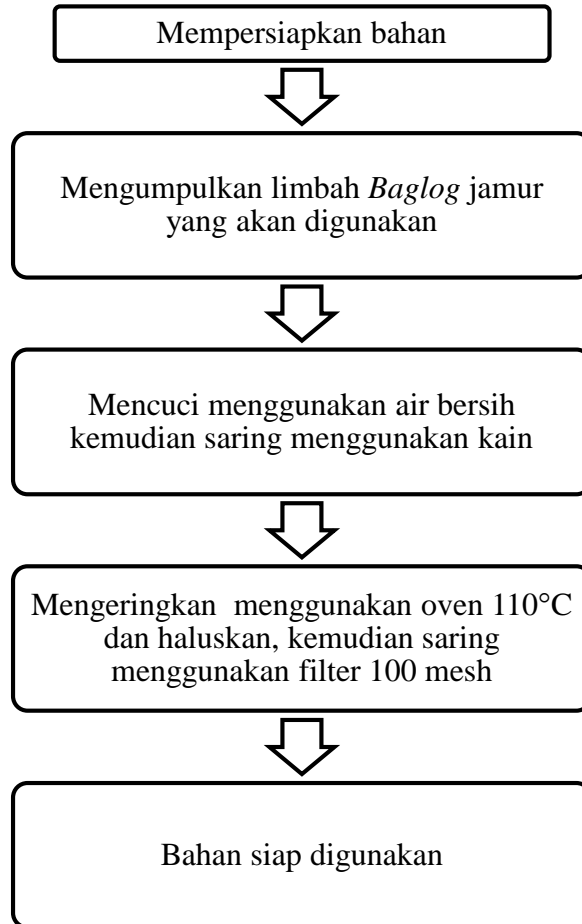 Mempersiapkan bahan
Mengumpulkan limbah Baglog jamur
yang akan digunakan
Mencuci menggunakan air bersih
kemudian saring menggunakan kain
Mengeringkan menggunakan oven 110°C
dan haluskan, kemudian saring
menggunakan filter 100 mesh
Bahan siap digunakan